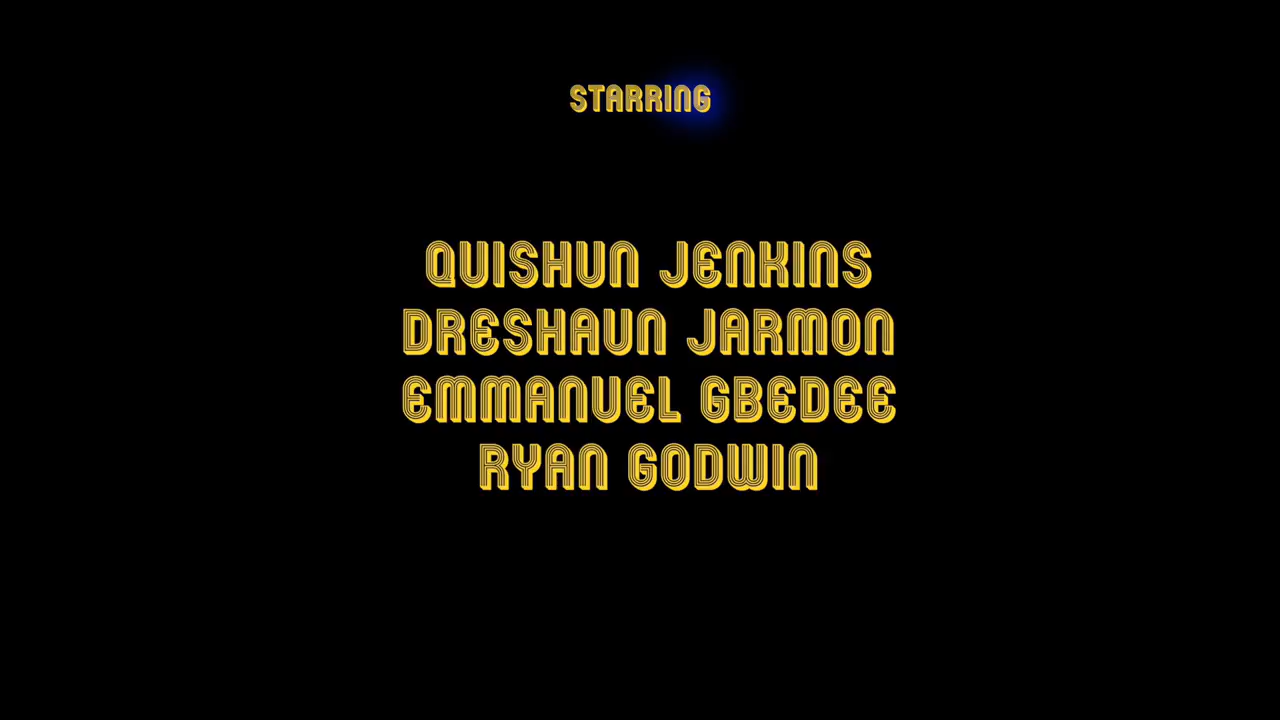 STARRING
QUISHUN JENKINS
DRESHAUN JARMON
EMMANUEL GBEDEE
RYAN GODWIN